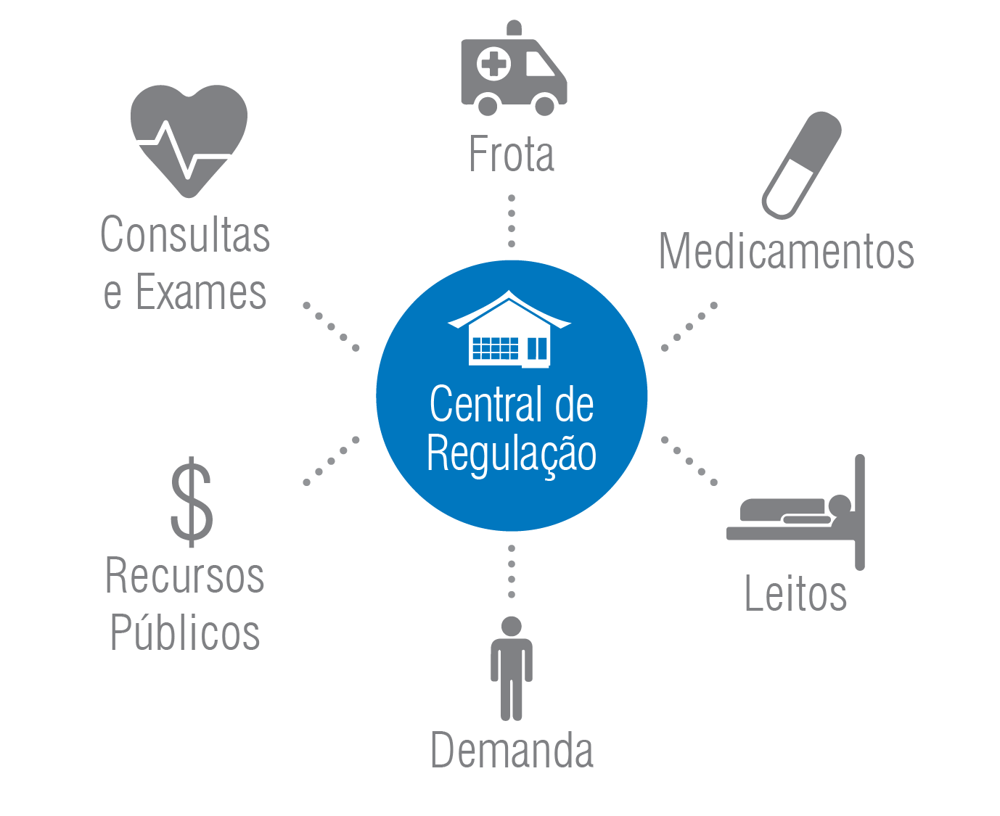 Frota
Consultas
e Exames
Medicamentos
Central de
Regulação
Recursos
Públicos
Leitos
Demanda